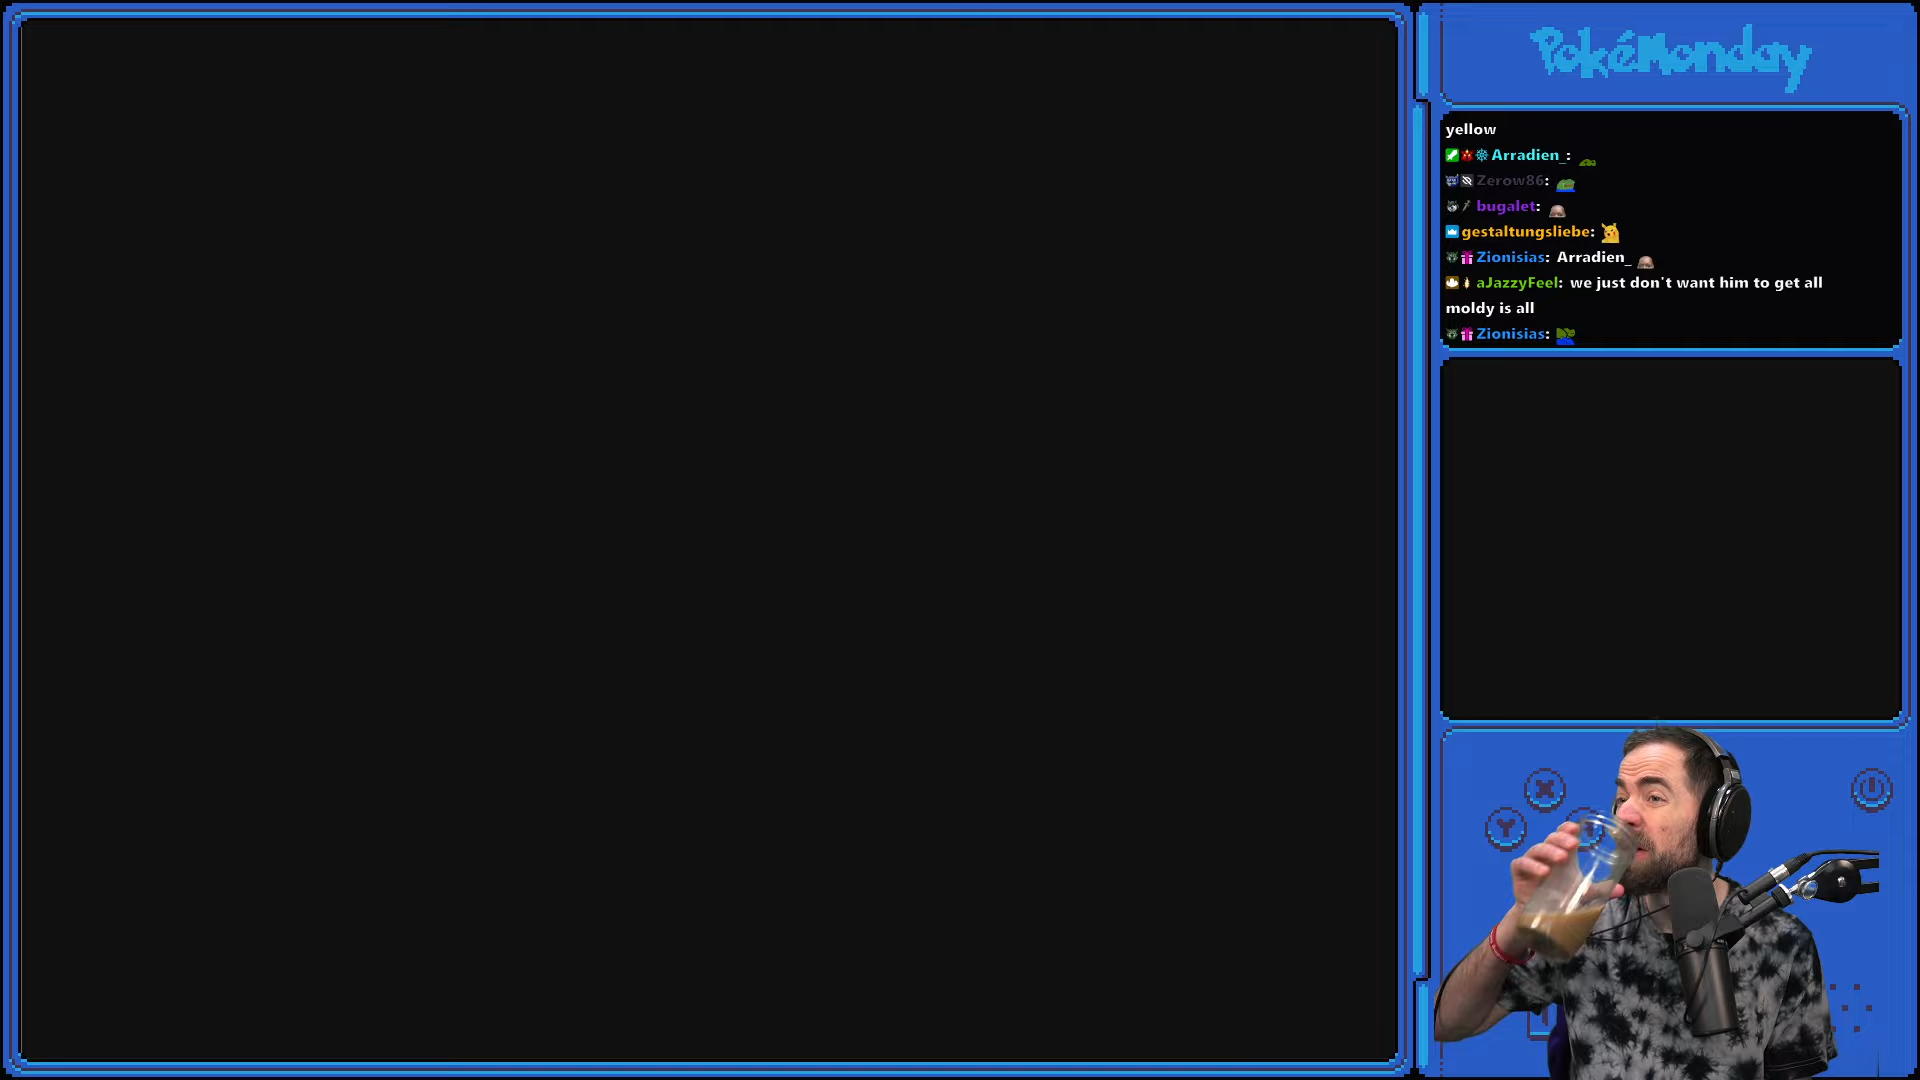 PokéMonday
yellow
Arradien_:
Zerow86:
bugalet:
gestaltungsliebe:
Zionisias: Arradien_
aJazzyFeel: we just don't want him to get all
moldy is all
Zionisias:
X
Y